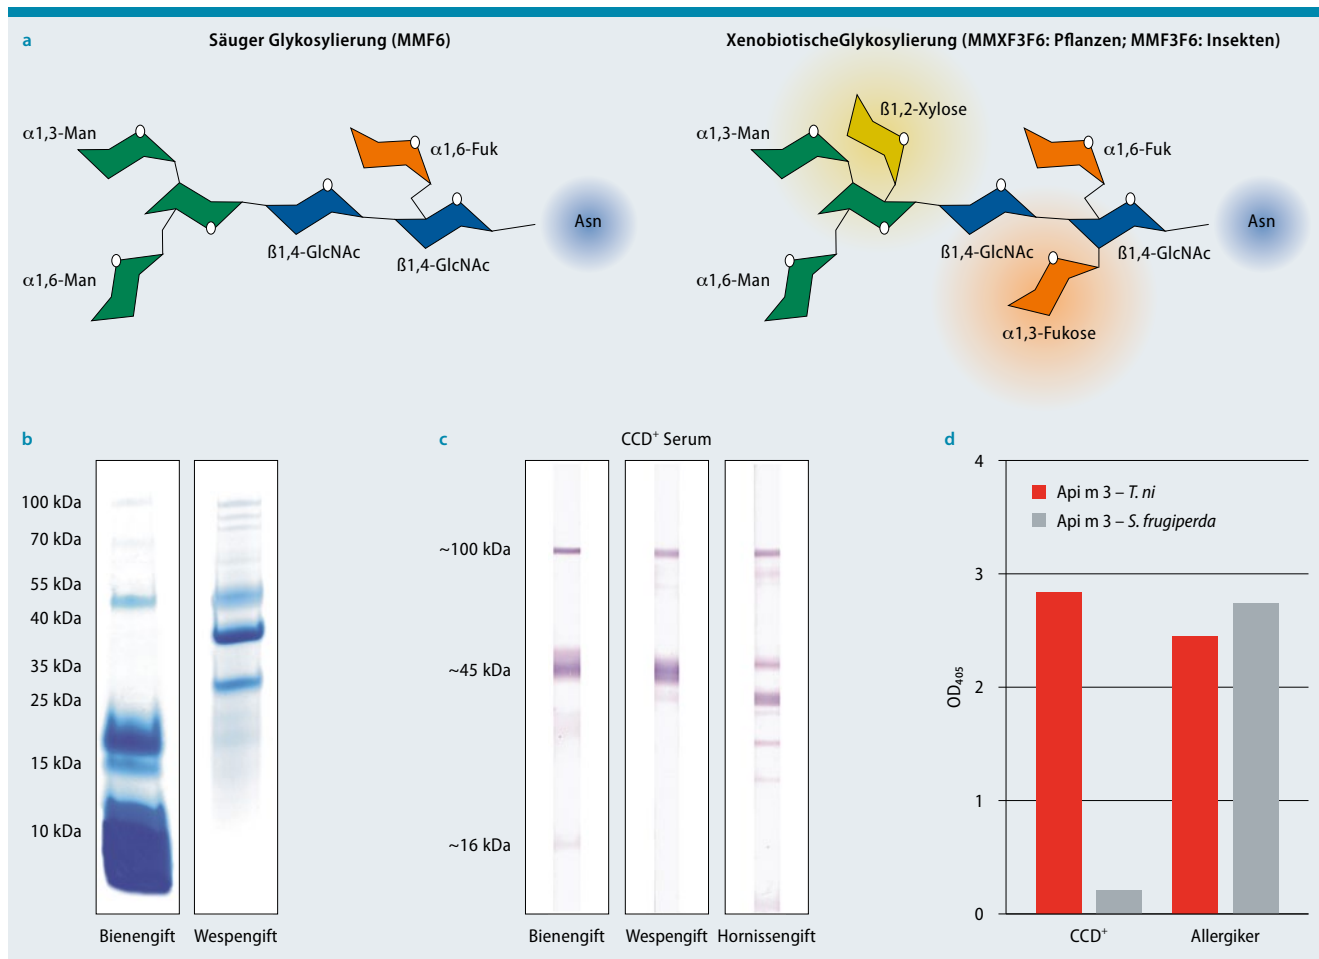 a
Säuger Glykosylierung (MMF6)
XenobiotischeGlykosylierung (MMXF3F6: Pflanzen; MMF3F6: Insekten)
α1,3-Man
α1,6-Fuk
ß1,4-GlcNAc
ß1,4-GlcNAc
α1,6-Man
Asn
α1,3-Man
ß1,2-Xylose
α1,6-Fuk
ß1,4-GlcNAc
ß1,4-GlcNAc
α1,6-Man
α1,3-Fukose
Asn
b
100 kDa
70 kDa
55 kDa
40 kDa
35 kDa
25 kDa
15 kDa
10 kDa
Bienengift
Wespengift
c
CCD⁺ Serum
~100 kDa
~45 kDa
~16 kDa
Bienengift
Wespengift
Hornissengift
d
4
3
2
1
0
OD₄₀₅
Api m 3 – T. ni
Api m 3 – S. frugiperda
CCD⁺
Allergiker